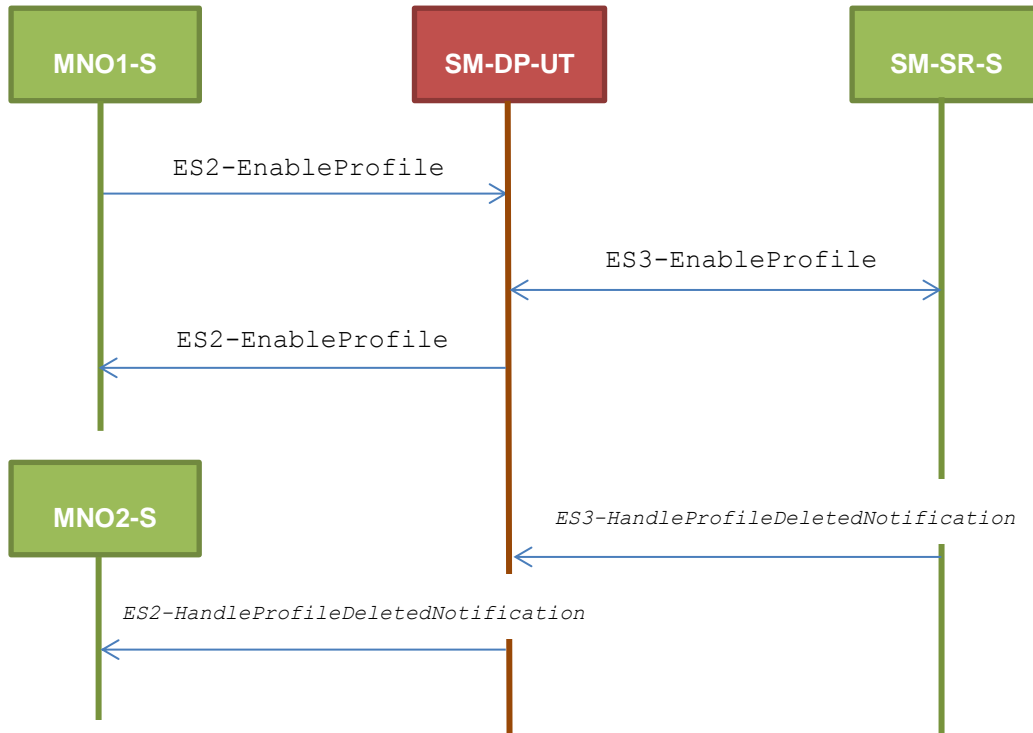 MNO1-S
SM-DP-UT
SM-SR-S
ES2-EnableProfile
ES3-EnableProfile
ES2-EnableProfile
MNO2-S
ES3-HandleProfileDeletedNotification
ES2-HandleProfileDeletedNotification